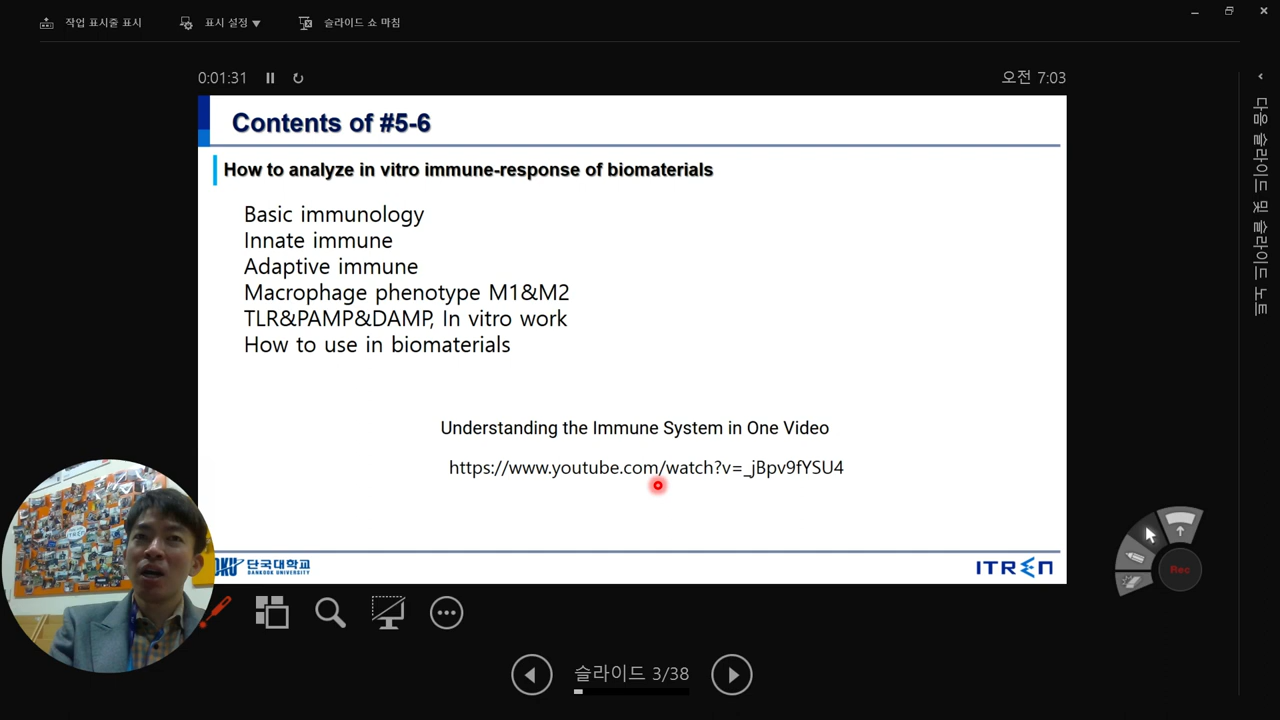 작업 표시줄 표시
표시 설정 ▼
슬라이드 쇼 마침
0:01:31
오전 7:03
Contents of #5-6
How to analyze in vitro immune-response of biomaterials
Basic immunology
Innate immune
Adaptive immune
Macrophage phenotype M1&M2
TLR&PAMP&DAMP, In vitro work
How to use in biomaterials
Understanding the Immune System in One Video
https://www.youtube.com/watch?v=_jBpv9fYSU4
DKU 단국대학교
DANKOOK UNIVERSITY
ITREN
Rec
슬라이드 3/38
다음 슬라이드 및 슬라이드 노트